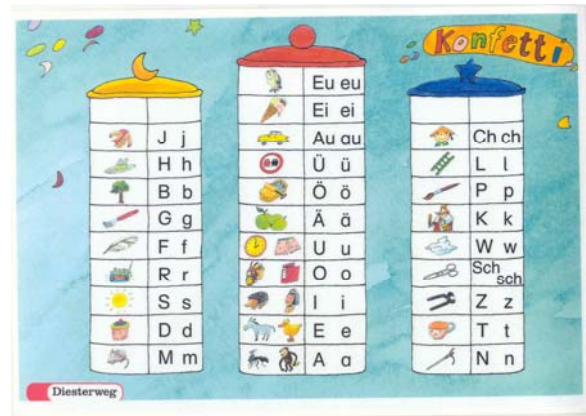 Konfetti
Eu eu
Ei ei
Au au
Ü ü
Ö ö
Ä ä
U u
O o
I i
E e
A a
J j
H h
B b
G g
F f
R r
S s
D d
M m
Ch ch
L l
P p
K k
W w
Sch
sch
Z z
T t
N n
Diesterweg